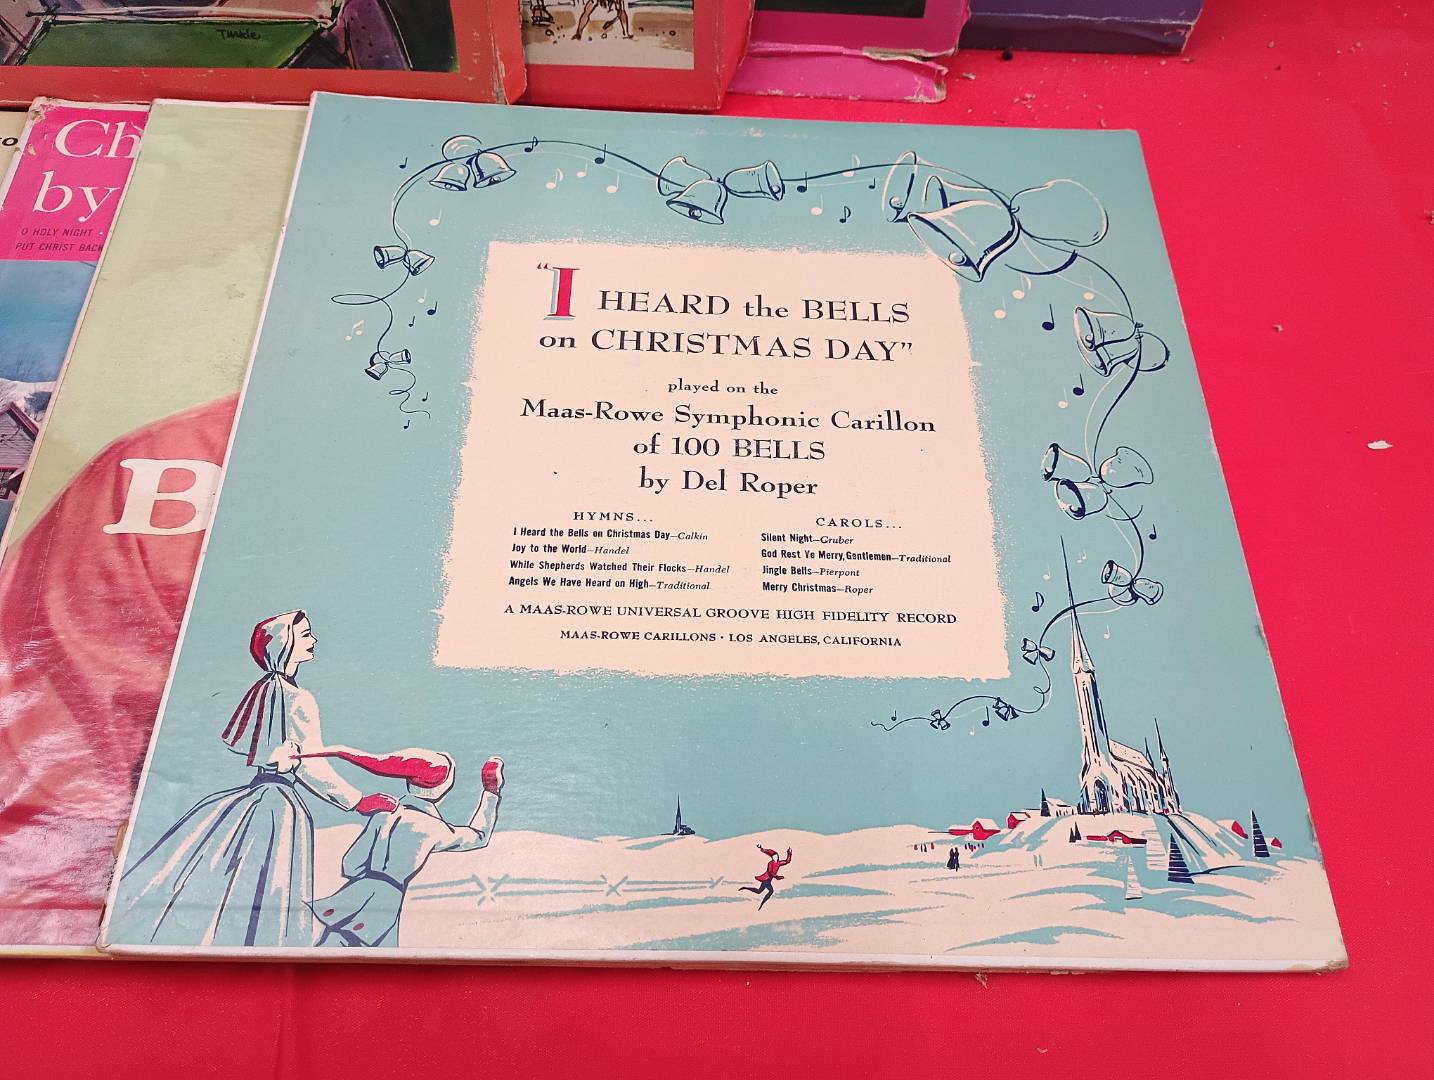 Tinkle
Ch
by
O HOLY NIGHT
PUT CHRIST BACK
B
"I HEARD the BELLS
on CHRISTMAS DAY"
played on the
Maas-Rowe Symphonic Carillon
of 100 BELLS
by Del Roper
HYMNS...
I Heard the Bells on Christmas Day—Calkin
Joy to the World—Handel
While Shepherds Watched Their Flocks—Handel
Angels We Have Heard on High—Traditional
CAROLS...
Silent Night—Gruber
God Rest Ye Merry, Gentlemen—Traditional
Jingle Bells—Pierpont
Merry Christmas—Roper
A MAAS-ROWE UNIVERSAL GROOVE HIGH FIDELITY RECORD
MAAS-ROWE CARILLONS • LOS ANGELES, CALIFORNIA